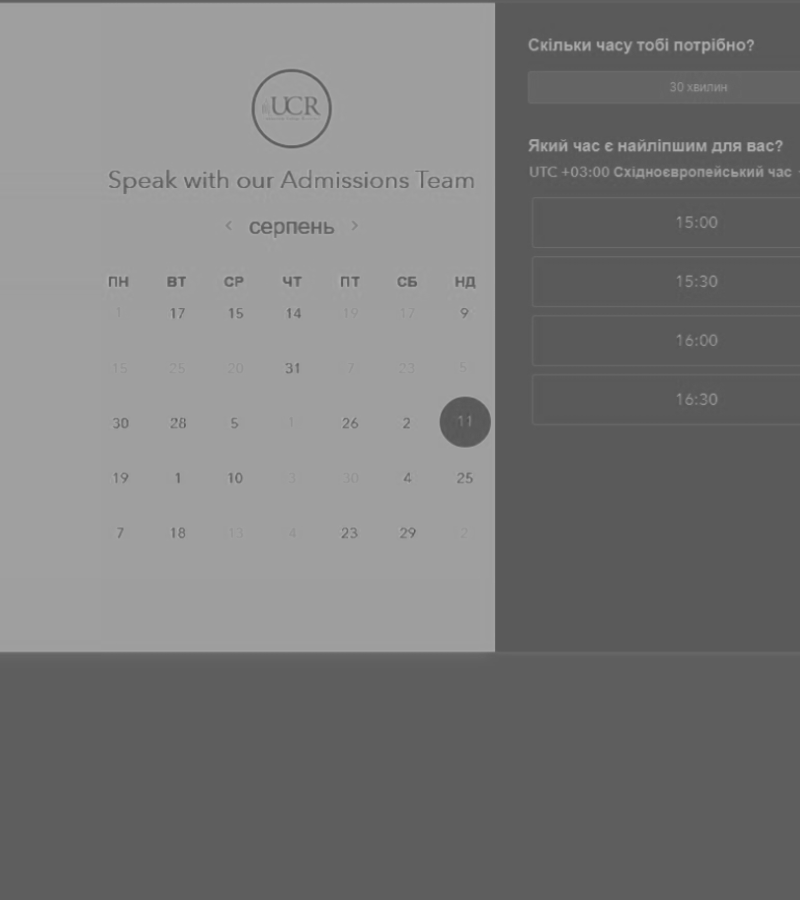 UCR
Speak with our Admissions Team
< серпень >
ПН ВТ СР ЧТ ПТ СБ НД
1 17 15 14 19 17 9
15 25 20 31 7 23 5
30 28 5 1 26 2 11
19 1 10 3 30 4 25
7 18 13 4 23 29 2
Скільки часу тобі потрібно?
30 хвилин
Який час є найліпшим для вас?
UTC +03:00 Східноєвропейський час
15:00
15:30
16:00
16:30